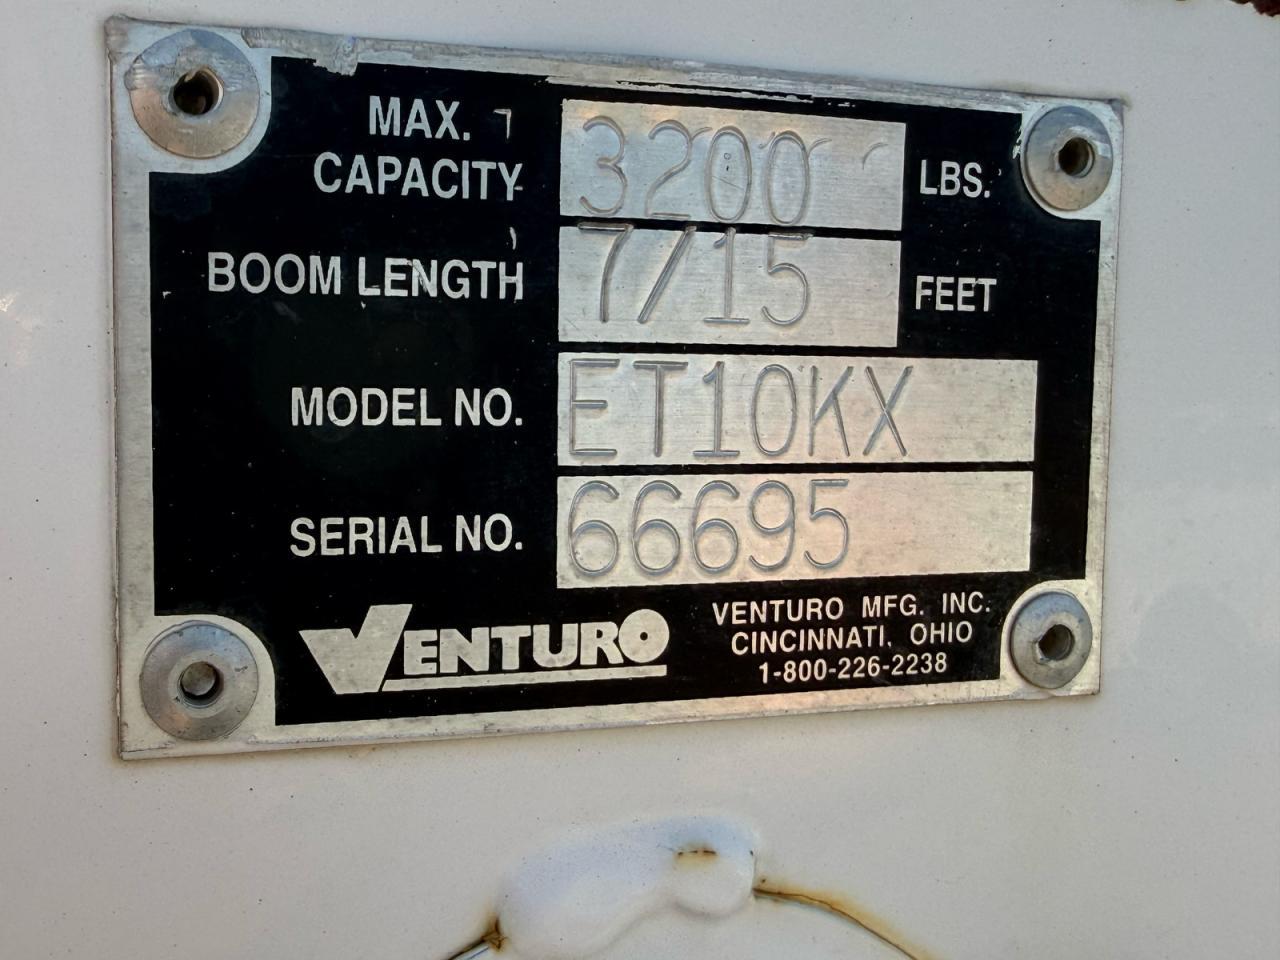 MAX.
CAPACITY 3200 LBS.
BOOM LENGTH 7/15 FEET
MODEL NO. ET10KX
SERIAL NO. 66695
VENTURO
VENTURO MFG. INC.
CINCINNATI, OHIO
1-800-226-2238